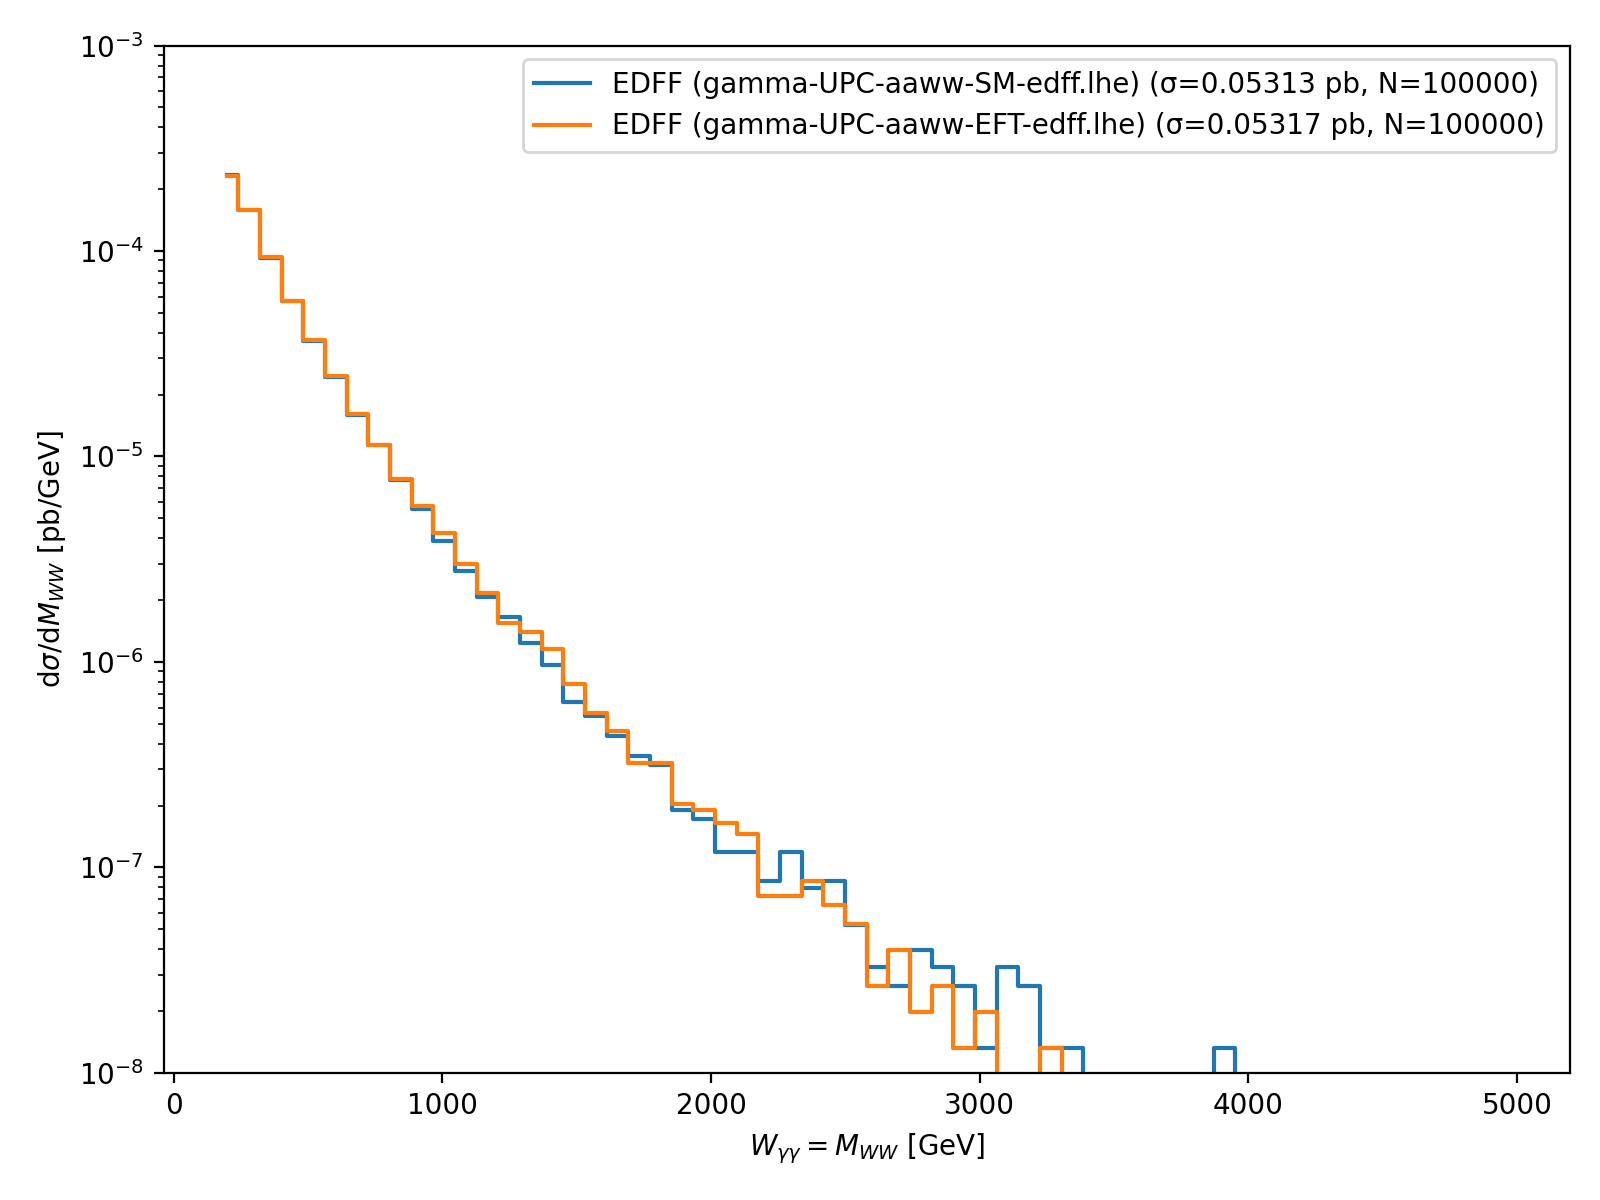 EDFF (gamma-UPC-aaww-SM-edff.lhe) (σ=0.05313 pb, N=100000)
EDFF (gamma-UPC-aaww-EFT-edff.lhe) (σ=0.05317 pb, N=100000)
10⁻³
10⁻⁴
10⁻⁵
10⁻⁶
10⁻⁷
10⁻⁸
dσ/dM_WW [pb/GeV]
0 1000 2000 3000 4000 5000
W_γγ = M_WW [GeV]